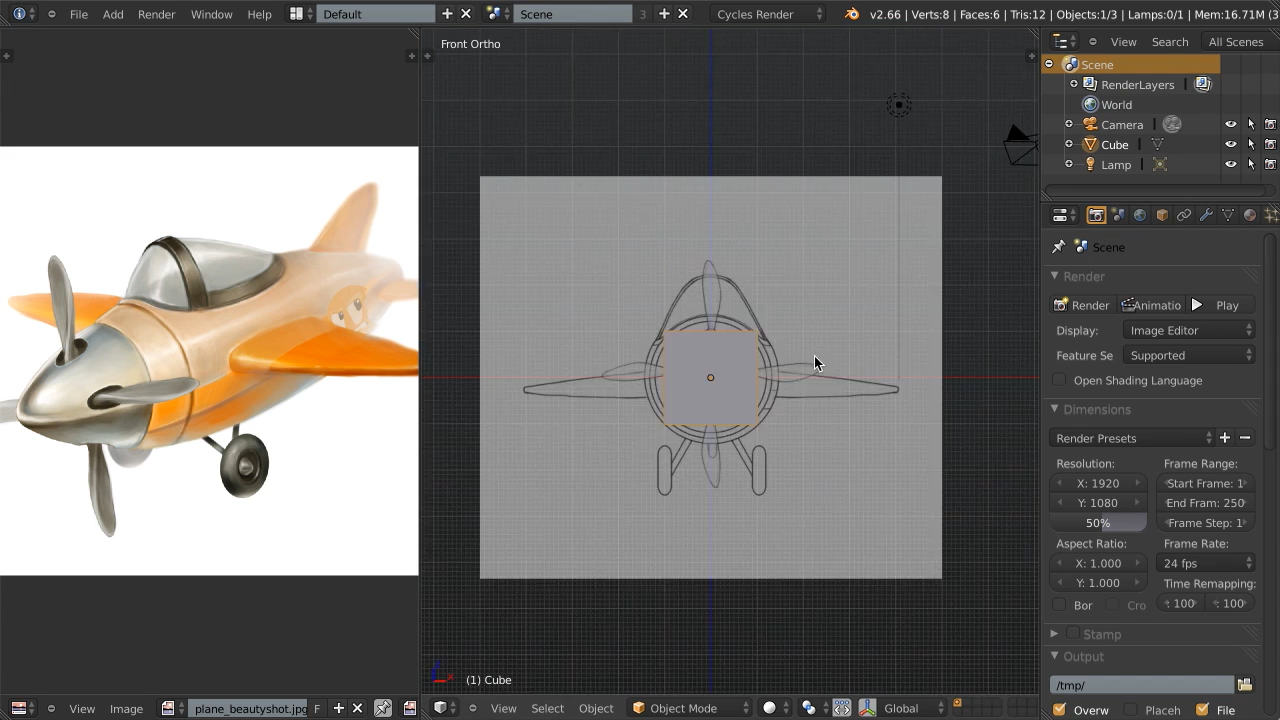 File Add Render Window Help Default Scene 3 Cycles Render v2.66 | Verts:8 | Faces:6 | Tris:12 | Objects:1/3 | Lamps:0/1 | Mem:16.71M (3
Front Ortho
(1) Cube
View Image plane_beautyshot.jpg F
View Select Object Object Mode Global
View Search All Scenes
Scene
RenderLayers |
World
Camera |
Cube |
Lamp |
Scene
Render
Render Animatio Play
Display: Image Editor
Feature Se Supported
Open Shading Language
Dimensions
Render Presets
Resolution: Frame Range:
X: 1920 Start Frame: 1
Y: 1080 End Fram: 250
50% Frame Step: 1
Aspect Ratio: Frame Rate:
X: 1.000 24 fps
Y: 1.000 Time Remapping:
Bor Cro : 100 : 100
Stamp
Output
/tmp/
Overw Placeh File